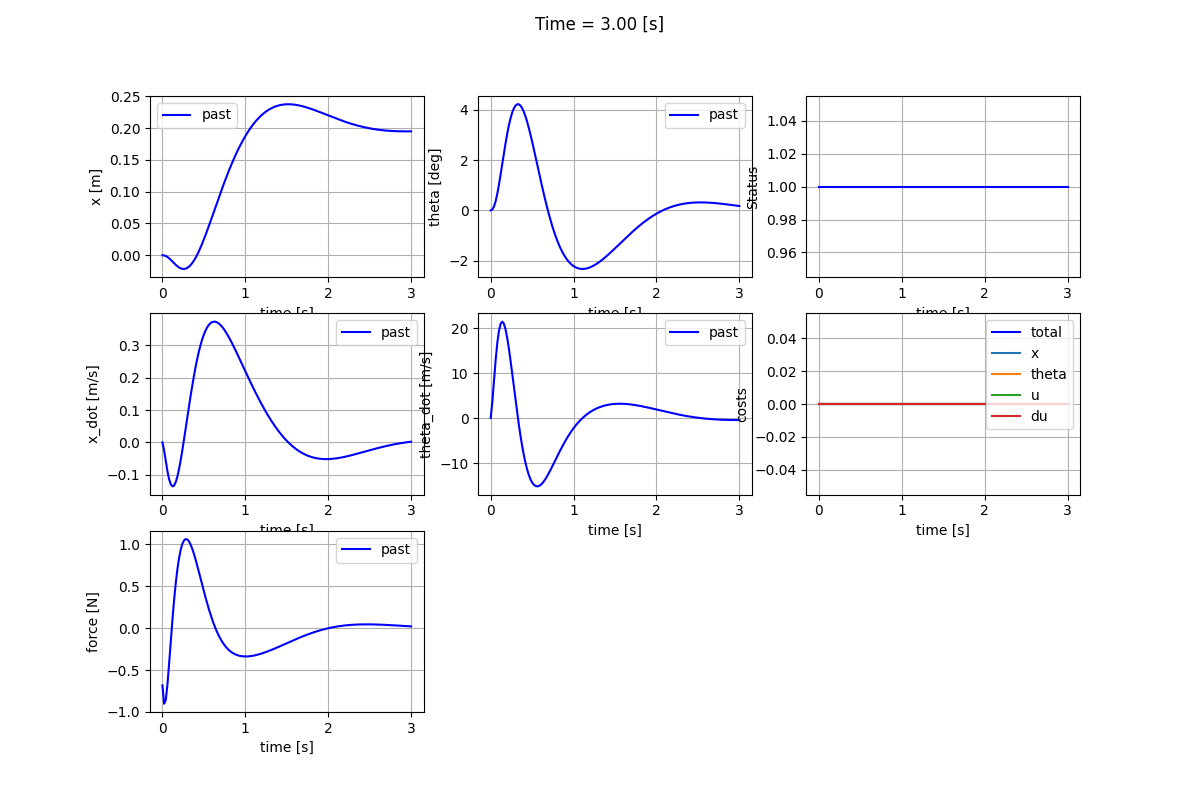 Time = 3.00 [s]
0.25
0.20
0.15
0.10
0.05
0.00
x [m]
past
0
1
2
3
time [s]
4
2
0
−2
theta [deg]
past
0
1
2
3
time [s]
1.04
1.02
1.00
0.98
0.96
Status
0
1
2
3
time [s]
0.3
0.2
0.1
0.0
−0.1
x_dot [m/s]
past
0
1
2
3
time [s]
20
10
0
−10
theta_dot [m/s]
past
0
1
2
3
time [s]
0.04
0.02
0.00
−0.02
−0.04
costs
total
x
theta
u
du
0
1
2
3
time [s]
1.0
0.5
0.0
−0.5
−1.0
force [N]
past
0
1
2
3
time [s]